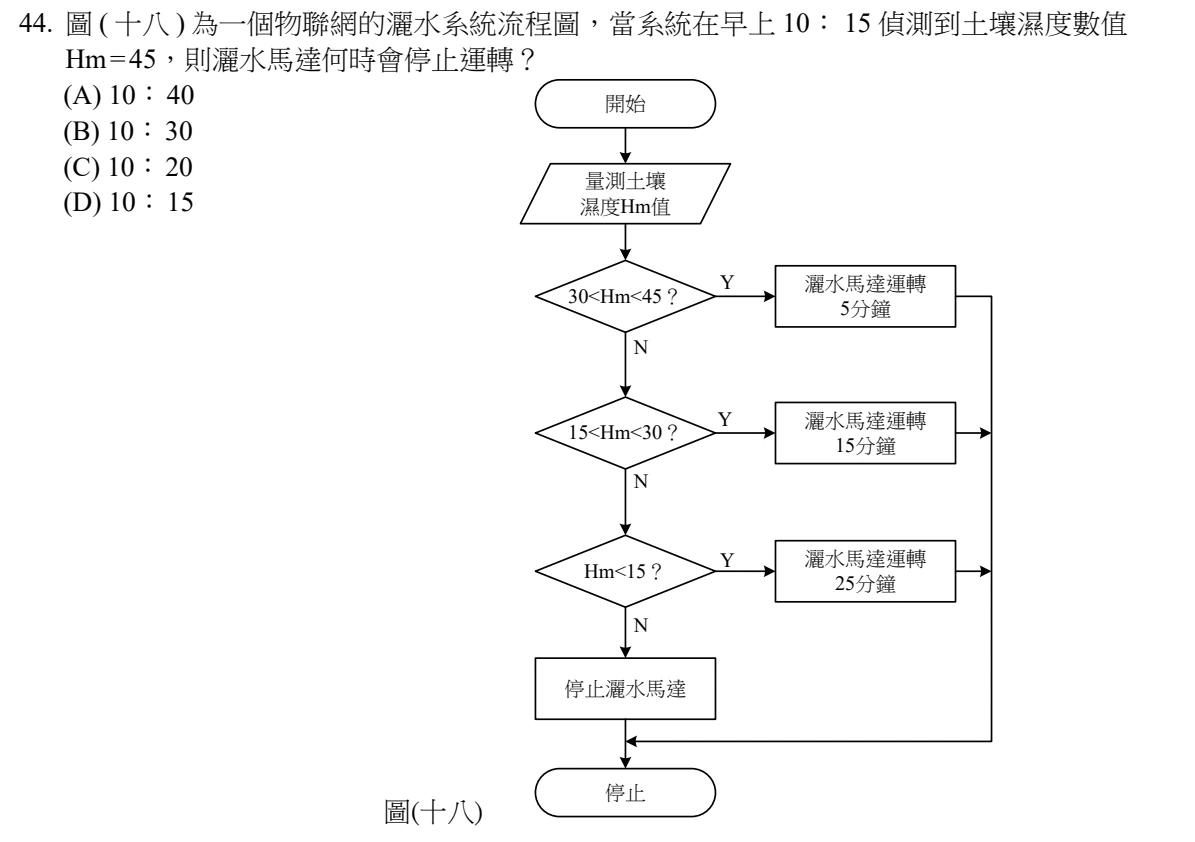 44. 圖(十八)為一個物聯網的灑水系統流程圖，當系統在早上10：15偵測到土壤濕度數值
Hm=45，則灑水馬達何時會停止運轉？
(A) 10：40
(B) 10：30
(C) 10：20
(D) 10：15
開始
量測土壤
濕度Hm值
30<Hm<45？
Y
灑水馬達運轉
5分鐘
N
15<Hm<30？
Y
灑水馬達運轉
15分鐘
N
Hm<15？
Y
灑水馬達運轉
25分鐘
N
停止灑水馬達
停止
圖(十八)